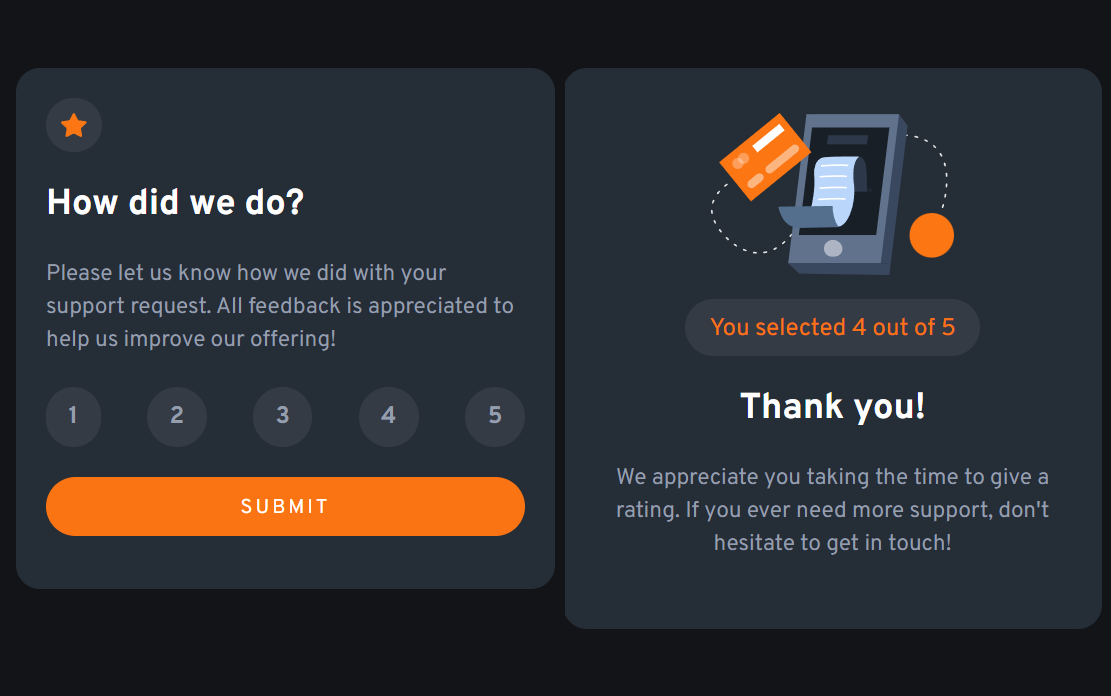 How did we do?
Please let us know how we did with your
support request. All feedback is appreciated to
help us improve our offering!
1 2 3 4 5
SUBMIT
You selected 4 out of 5
Thank you!
We appreciate you taking the time to give a
rating. If you ever need more support, don't
hesitate to get in touch!